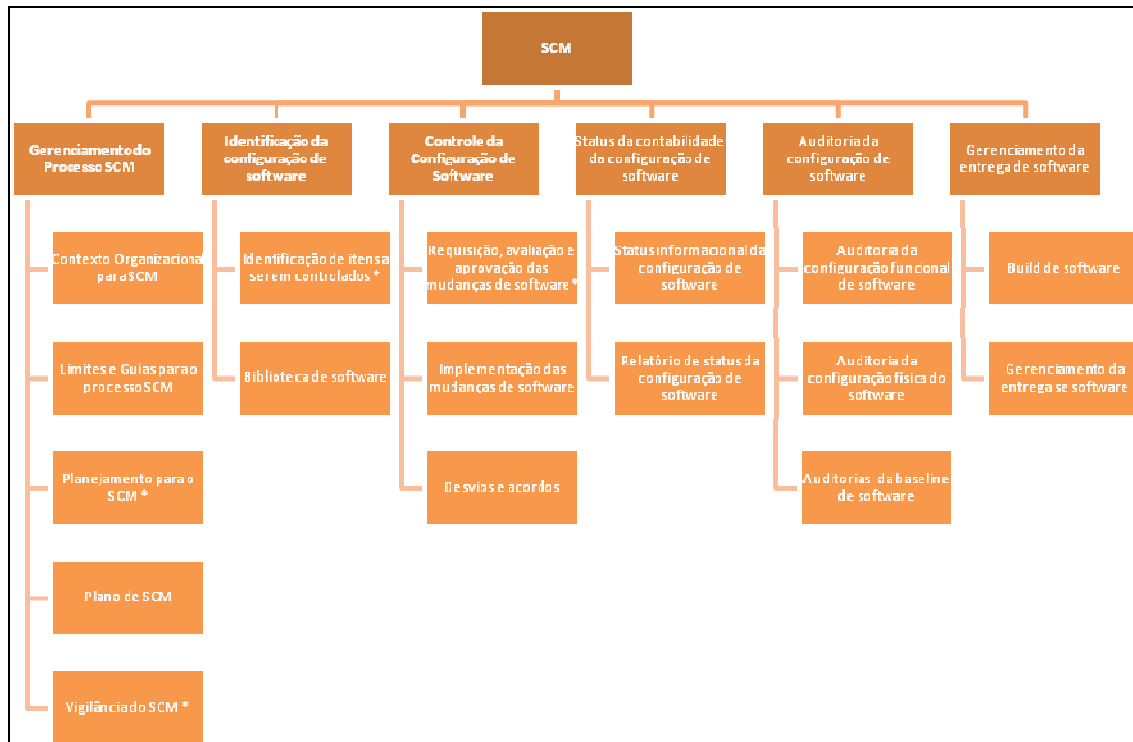 SCM
Gerenciamento do
Processo SCM
Identificação da
configuração de
software
Controle da
Configuração de
Software
Status da contabilidade
da configuração de
software
Auditoria da
configuração de
software
Gerenciamento da
entrega de software
Contexto Organizacional
para SCM
Limites e Guias para o
processo SCM
Planejamento para o
SCM *
Plano de SCM
Vigilância do SCM *
Identificação de itens a
serem controlados *
Biblioteca de software
Requisição, avaliação e
aprovação das
mudanças de software *
Implementação das
mudanças de software
Desvios e acordos
Status informacional da
configuração de
software
Relatório de status da
configuração de
software
Auditoria da
configuração funcional
de software
Auditoria da
configuração física do
software
Auditorias da baseline
de software
Build de software
Gerenciamento da
entrega se software